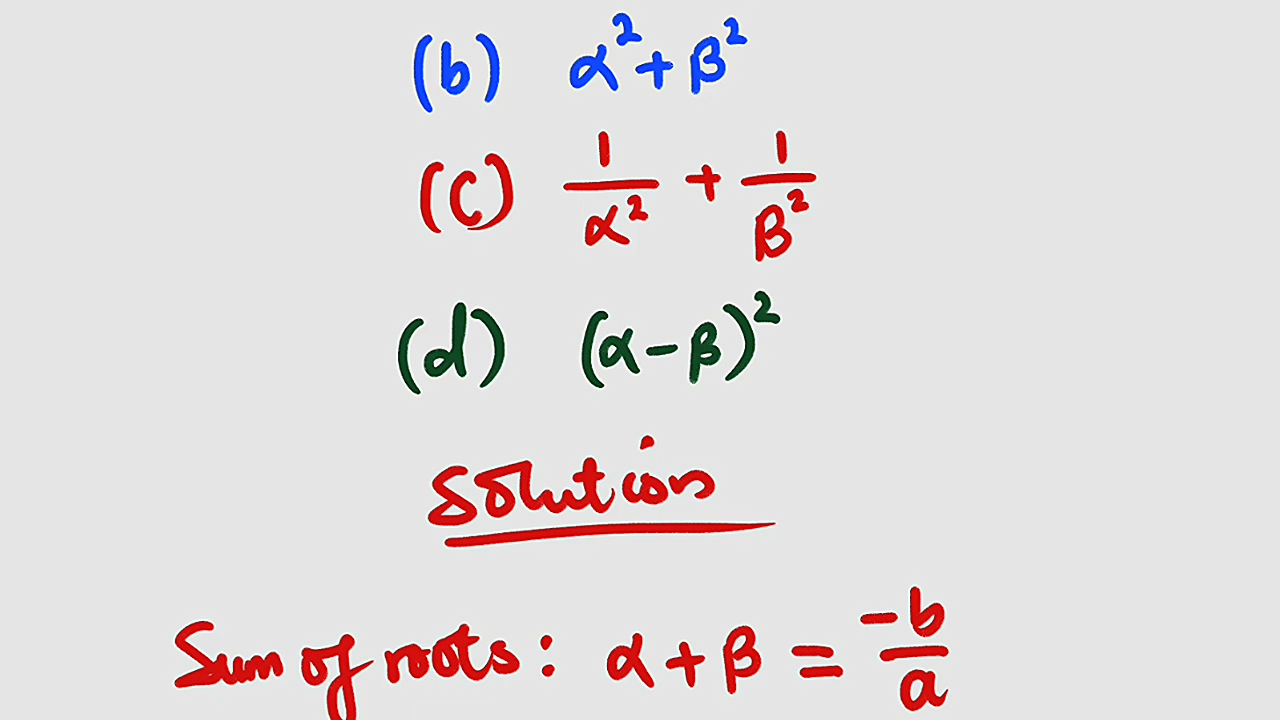 (b) α²+β²
(c) 1/α² + 1/β²
(d) (α-β)²
Solution
Sum of roots: α+β = -b/a